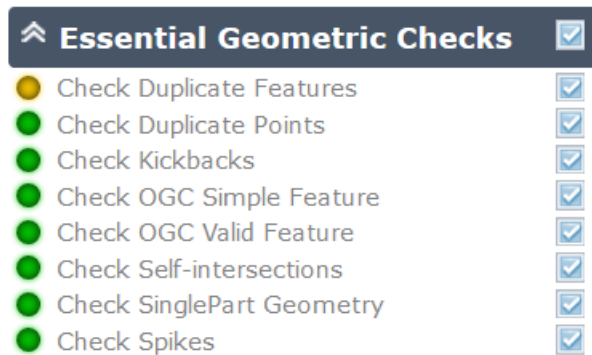 Essential Geometric Checks
Check Duplicate Features
Check Duplicate Points
Check Kickbacks
Check OGC Simple Feature
Check OGC Valid Feature
Check Self-intersections
Check SinglePart Geometry
Check Spikes